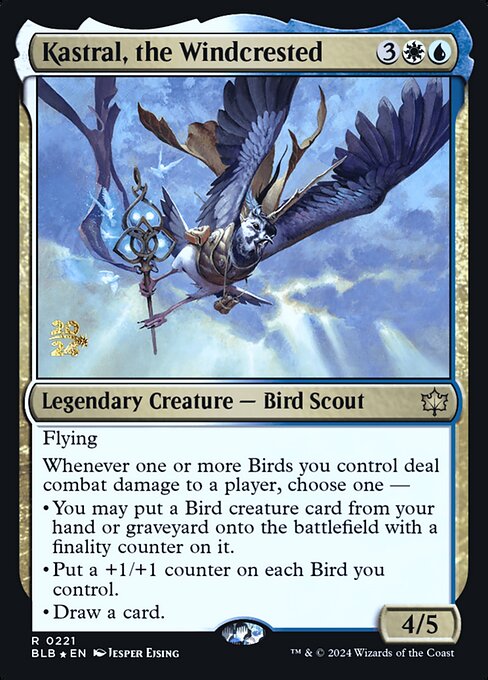 Kastral, the Windcrested 3
Legendary Creature — Bird Scout
Flying
Whenever one or more Birds you control deal
combat damage to a player, choose one —
•You may put a Bird creature card from your
hand or graveyard onto the battlefield with a
finality counter on it.
•Put a +1/+1 counter on each Bird you
control.
•Draw a card.
4/5
R 0221
BLB ★ EN Jesper Eising
™ & © 2024 Wizards of the Coast